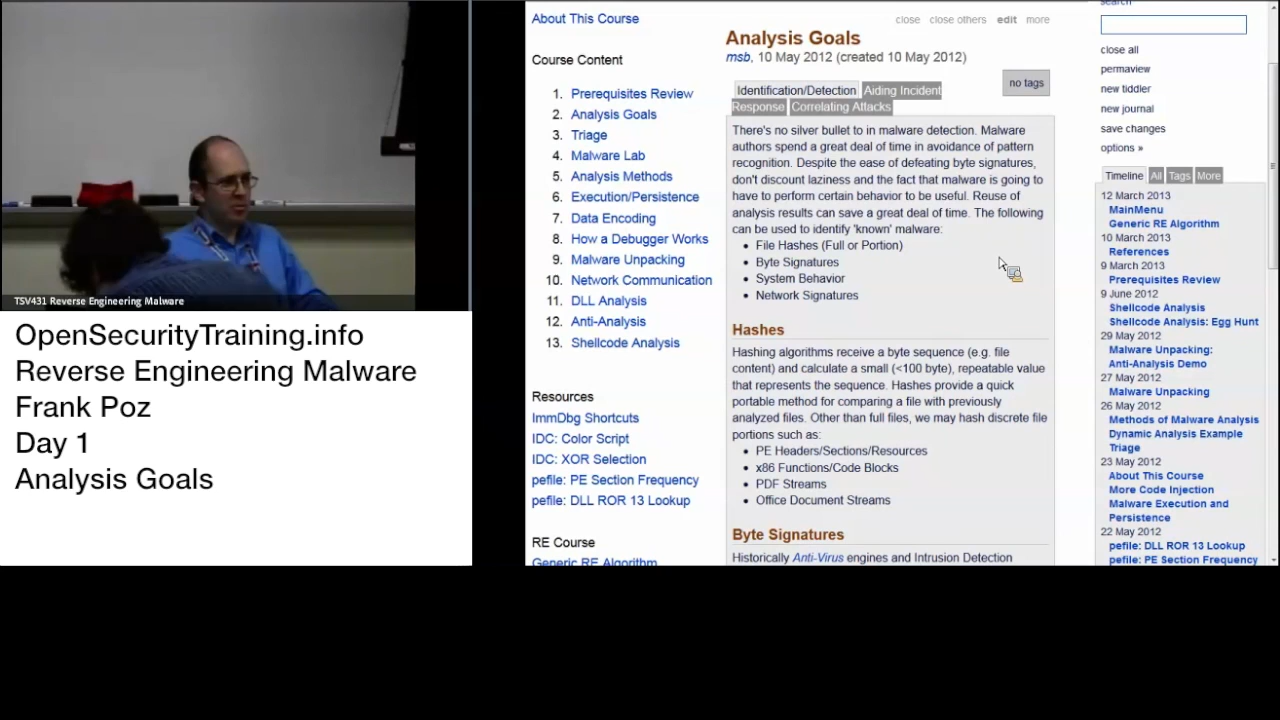 TSV431 Reverse Engineering Malware
OpenSecurityTraining.info
Reverse Engineering Malware
Frank Poz
Day 1
Analysis Goals
About This Course
Course Content
1. Prerequisites Review
2. Analysis Goals
3. Triage
4. Malware Lab
5. Analysis Methods
6. Execution/Persistence
7. Data Encoding
8. How a Debugger Works
9. Malware Unpacking
10. Network Communication
11. DLL Analysis
12. Anti-Analysis
13. Shellcode Analysis
Resources
ImmDbg Shortcuts
IDC: Color Script
IDC: XOR Selection
pefile: PE Section Frequency
pefile: DLL ROR 13 Lookup
RE Course
Generic RE Algorithm
close close others edit more
Analysis Goals
msb, 10 May 2012 (created 10 May 2012)
no tags
Identification/Detection Aiding Incident
Response Correlating Attacks
There's no silver bullet to in malware detection. Malware
authors spend a great deal of time in avoidance of pattern
recognition. Despite the ease of defeating byte signatures,
don't discount laziness and the fact that malware is going to
have to perform certain behavior to be useful. Reuse of
analysis results can save a great deal of time. The following
can be used to identify 'known' malware:
• File Hashes (Full or Portion)
• Byte Signatures
• System Behavior
• Network Signatures
Hashes
Hashing algorithms receive a byte sequence (e.g. file
content) and calculate a small (<100 byte), repeatable value
that represents the sequence. Hashes provide a quick
portable method for comparing a file with previously
analyzed files. Other than full files, we may hash discrete file
portions such as:
• PE Headers/Sections/Resources
• x86 Functions/Code Blocks
• PDF Streams
• Office Document Streams
Byte Signatures
Historically Anti-Virus engines and Intrusion Detection
search
close all
permaview
new tiddler
new journal
save changes
options »
Timeline All Tags More
12 March 2013
MainMenu
Generic RE Algorithm
10 March 2013
References
9 March 2013
Prerequisites Review
9 June 2012
Shellcode Analysis
Shellcode Analysis: Egg Hunt
29 May 2012
Malware Unpacking:
Anti-Analysis Demo
27 May 2012
Malware Unpacking
26 May 2012
Methods of Malware Analysis
Dynamic Analysis Example
Triage
23 May 2012
About This Course
More Code Injection
Malware Execution and
Persistence
22 May 2012
pefile: DLL ROR 13 Lookup
pefile: PE Section Frequency